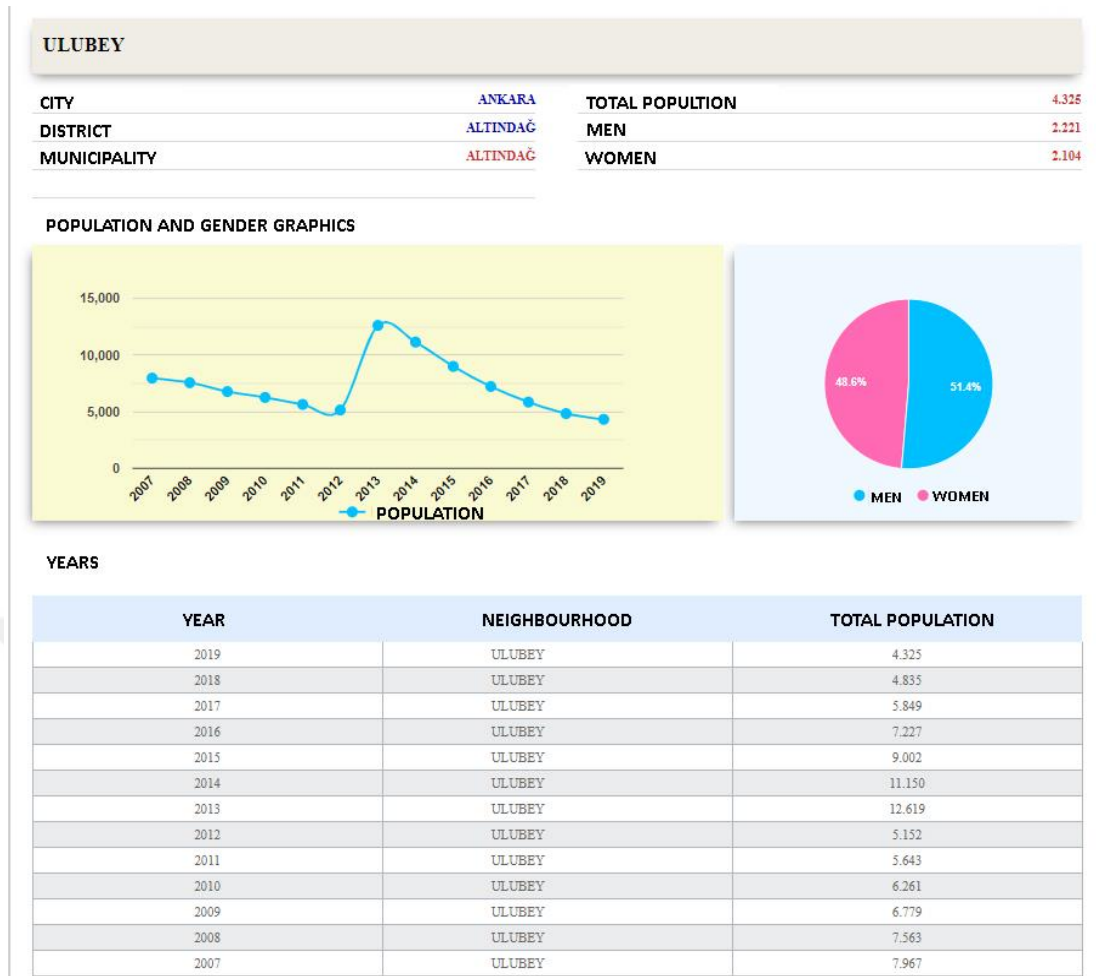 ULUBEY
CITY ANKARA TOTAL POPULTION 4.325
DISTRICT ALTINDAĞ MEN 2.221
MUNICIPALITY ALTINDAĞ WOMEN 2.104
POPULATION AND GENDER GRAPHICS
15,000
10,000
5,000
0
2007 2008 2009 2010 2011 2012 2013 2014 2015 2016 2017 2018 2019
POPULATION
48.6% 51.4%
MEN WOMEN
YEARS
YEAR NEIGHBOURHOOD TOTAL POPULATION
2019 ULUBEY 4.325
2018 ULUBEY 4.835
2017 ULUBEY 5.849
2016 ULUBEY 7.227
2015 ULUBEY 9.002
2014 ULUBEY 11.150
2013 ULUBEY 12.619
2012 ULUBEY 5.152
2011 ULUBEY 5.643
2010 ULUBEY 6.261
2009 ULUBEY 6.779
2008 ULUBEY 7.563
2007 ULUBEY 7.967